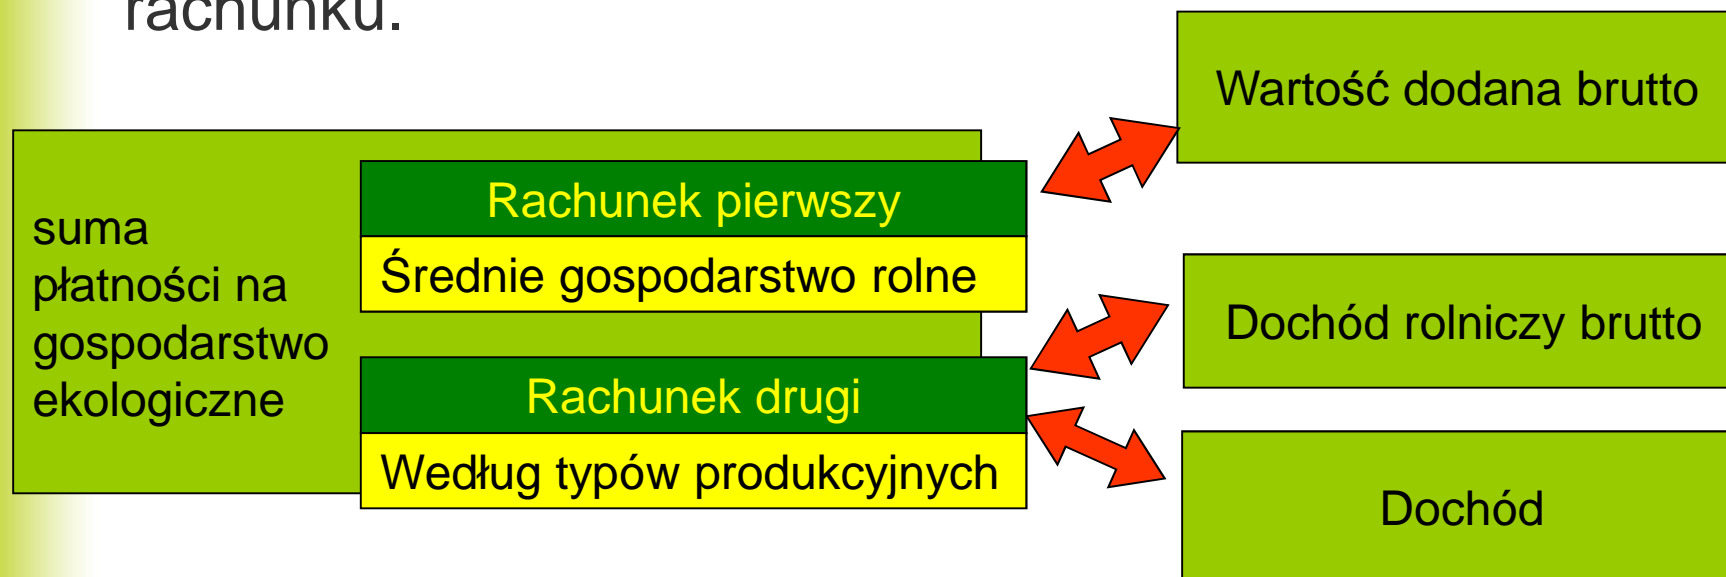 rachunku.
Wartość dodana brutto
suma
płatności na
gospodarstwo
ekologiczne
Rachunek pierwszy
Średnie gospodarstwo rolne
Rachunek drugi
Według typów produkcyjnych
Dochód rolniczy brutto
Dochód